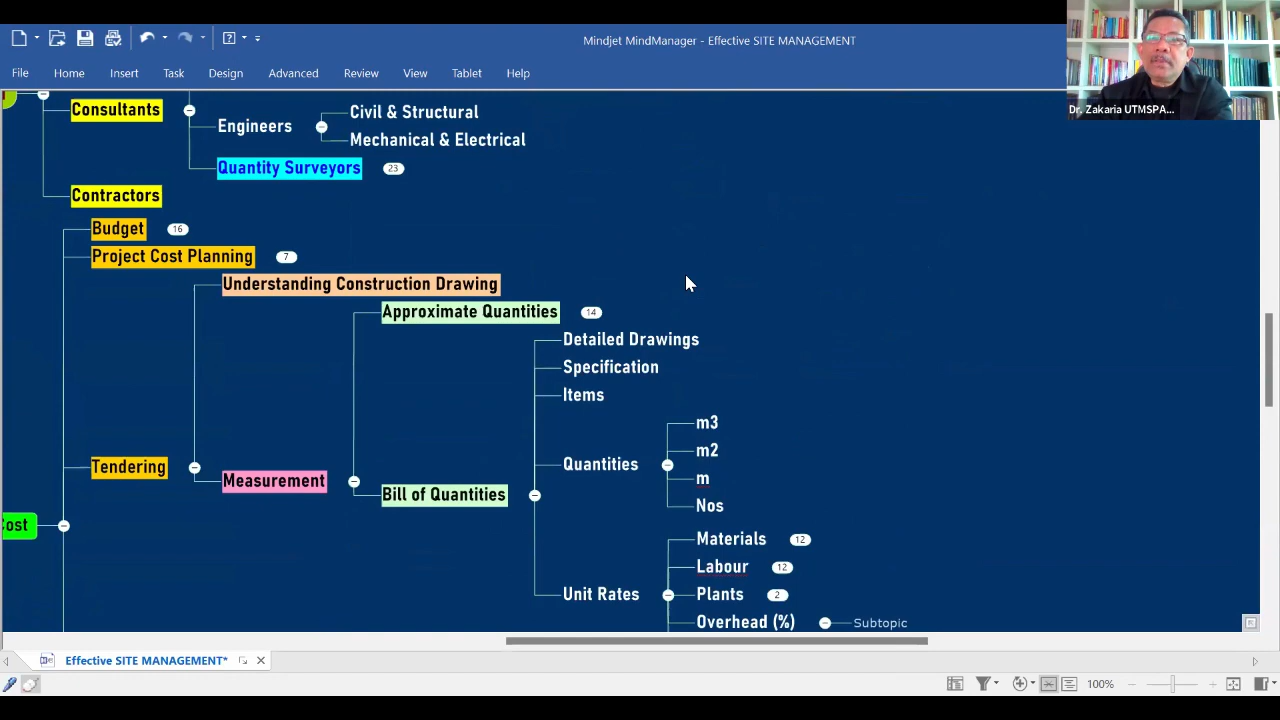 Mindjet MindManager - Effective SITE MANAGEMENT
File Home Insert Task Design Advanced Review View Tablet Help
Dr. Zakaria UTMSPA...
Consultants
Engineers
Civil & Structural
Mechanical & Electrical
Quantity Surveyors 23
Contractors
Budget 16
Project Cost Planning 7
Understanding Construction Drawing
Approximate Quantities 14
Detailed Drawings
Specification
Items
m3
m2
Quantities
m
Nos
Tendering
Measurement
Bill of Quantities
Cost
Materials 12
Labour 12
Unit Rates
Plants 2
Overhead (%) Subtopic
Effective SITE MANAGEMENT*
100%